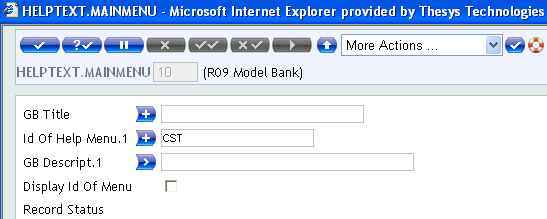 HELPTEXT.MAINMENU - Microsoft Internet Explorer provided by Thesys Technologies
More Actions ...
HELPTEXT.MAINMENU 10 (R09 Model Bank)
GB Title
Id Of Help Menu.1 CST
GB Descript.1
Display Id Of Menu
Record Status